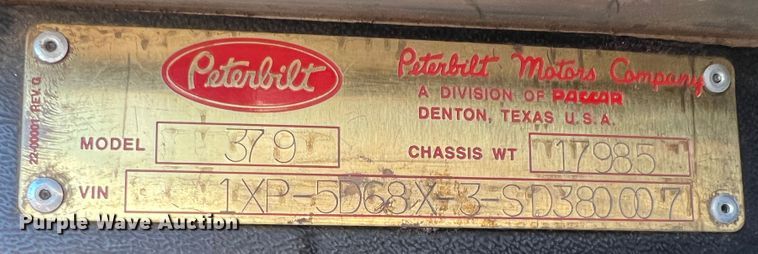 Peterbilt
Peterbilt Motors Company
A DIVISION OF PACCAR
DENTON, TEXAS U.S.A.
MODEL 379
CHASSIS WT 17985
VIN 1XP-5D68X-3-SD380007
22-00001 REV. G
Purple Wave Auction